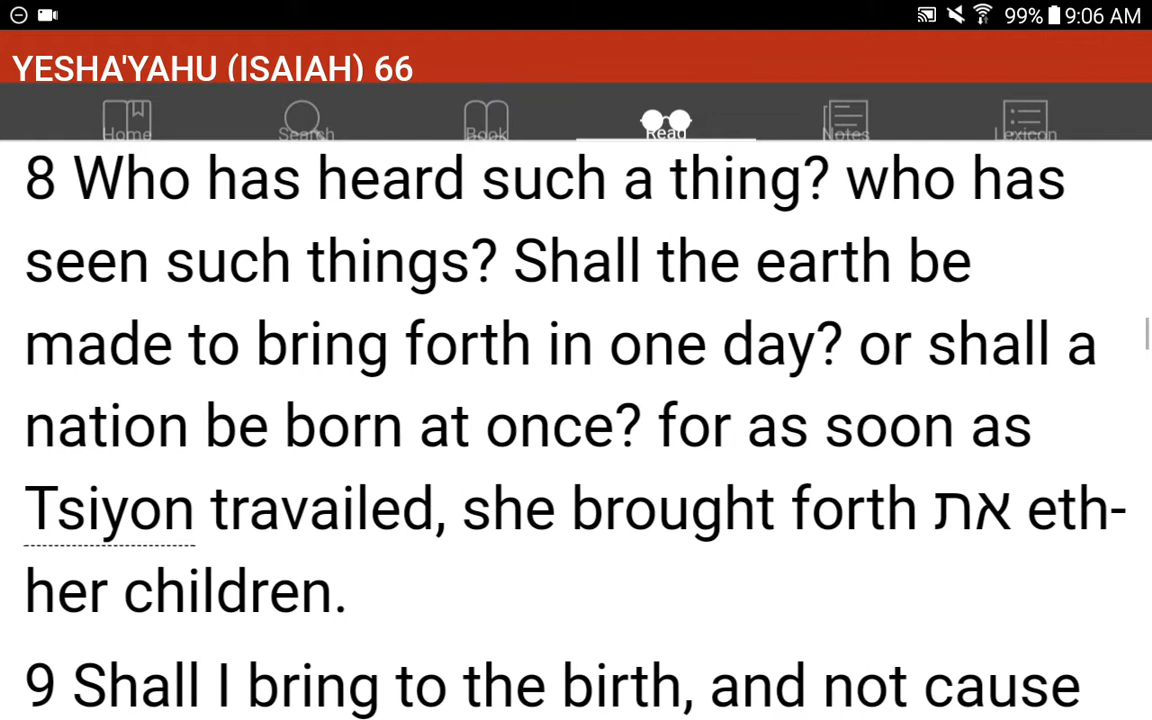 99% 9:06 AM
YESHA'YAHU (ISAIAH) 66
Home Search Book Read Notes Lexicon
8 Who has heard such a thing? who has
seen such things? Shall the earth be
made to bring forth in one day? or shall a
nation be born at once? for as soon as
Tsiyon travailed, she brought forth את eth-
her children.
9 Shall I bring to the birth, and not cause